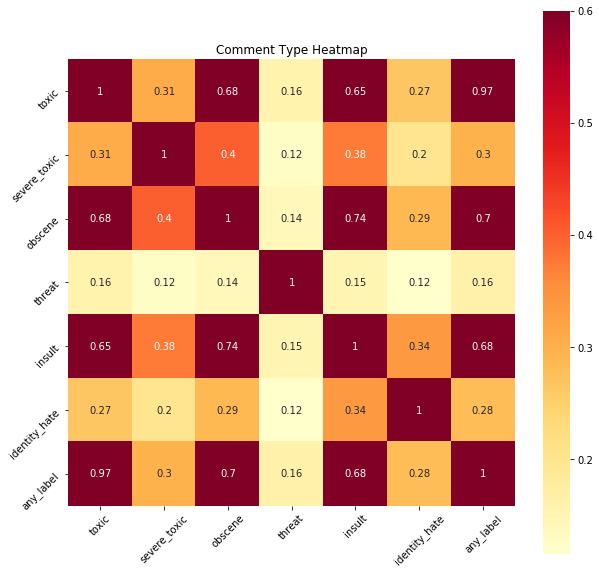 Comment Type Heatmap
toxic 1 0.31 0.68 0.16 0.65 0.27 0.97
severe_toxic 0.31 1 0.4 0.12 0.38 0.2 0.3
obscene 0.68 0.4 1 0.14 0.74 0.29 0.7
threat 0.16 0.12 0.14 1 0.15 0.12 0.16
insult 0.65 0.38 0.74 0.15 1 0.34 0.68
identity_hate 0.27 0.2 0.29 0.12 0.34 1 0.28
any_label 0.97 0.3 0.7 0.16 0.68 0.28 1
toxic severe_toxic obscene threat insult identity_hate any_label
0.6
0.5
0.4
0.3
0.2